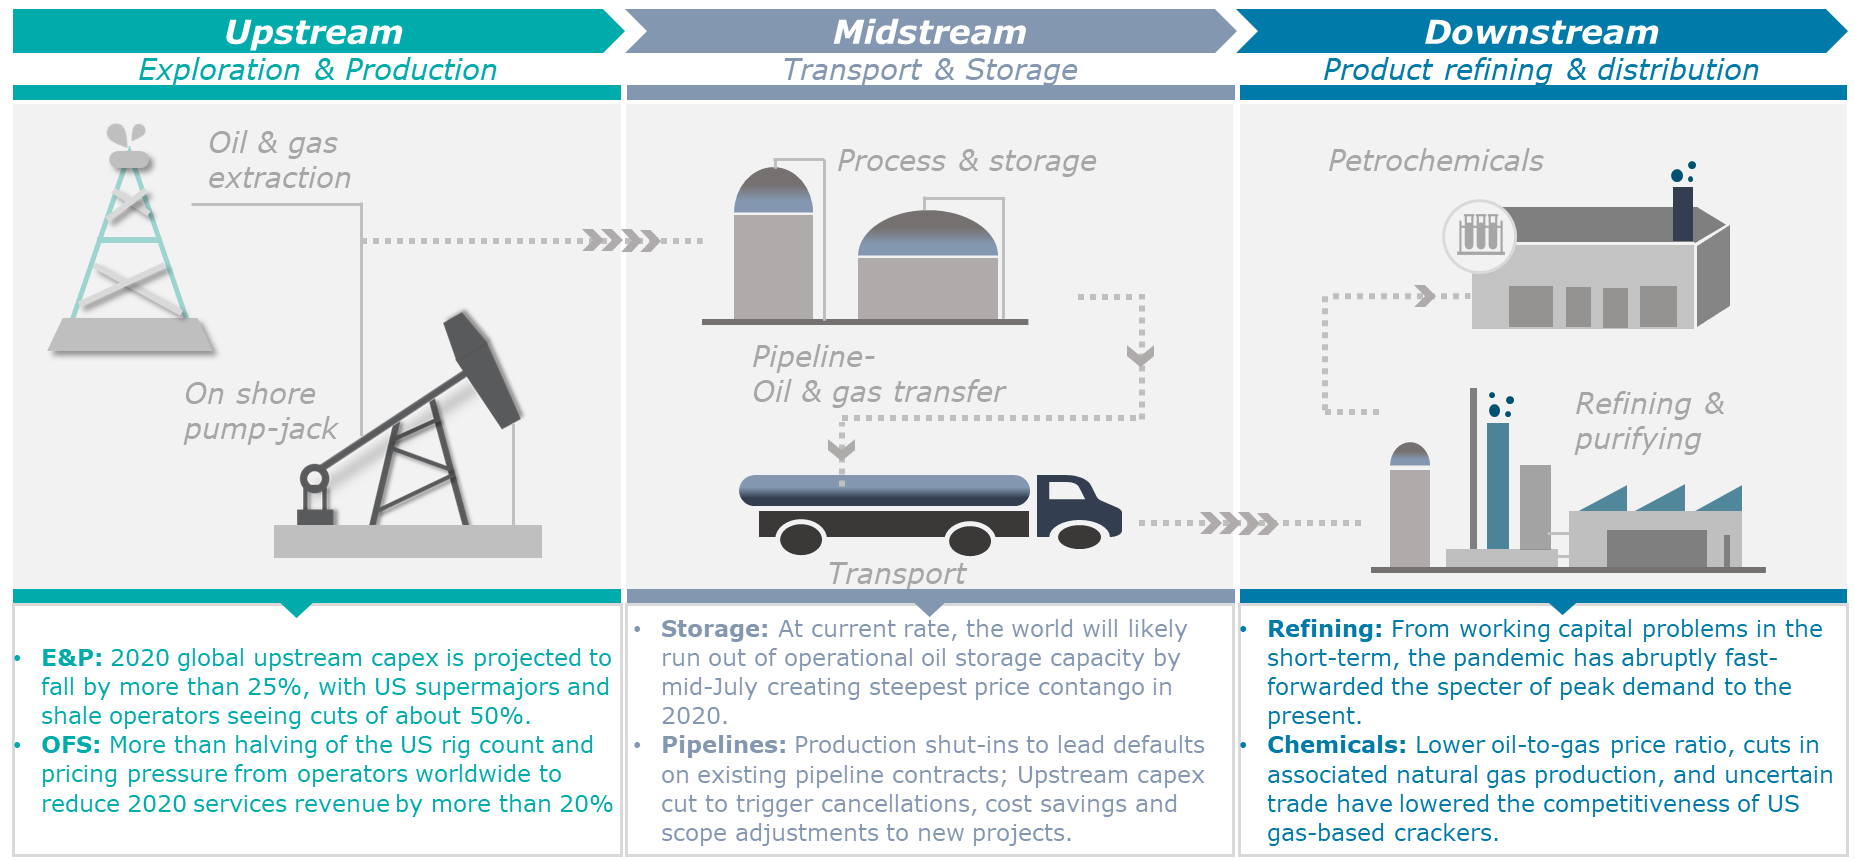 Upstream
Exploration & Production
Oil & gas
extraction
On shore
pump-jack
• E&P: 2020 global upstream capex is projected to
fall by more than 25%, with US supermajors and
shale operators seeing cuts of about 50%.
• OFS: More than halving of the US rig count and
pricing pressure from operators worldwide to
reduce 2020 services revenue by more than 20%
Midstream
Transport & Storage
Process & storage
Pipeline-
Oil & gas transfer
Transport
• Storage: At current rate, the world will likely
run out of operational oil storage capacity by
mid-July creating steepest price contango in
2020.
• Pipelines: Production shut-ins to lead defaults
on existing pipeline contracts; Upstream capex
cut to trigger cancellations, cost savings and
scope adjustments to new projects.
Downstream
Product refining & distribution
Petrochemicals
Refining &
purifying
• Refining: From working capital problems in the
short-term, the pandemic has abruptly fast-
forwarded the specter of peak demand to the
present.
• Chemicals: Lower oil-to-gas price ratio, cuts in
associated natural gas production, and uncertain
trade have lowered the competitiveness of US
gas-based crackers.